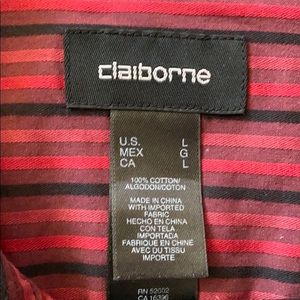 claiborne
U.S. L
MEX G
CA L
100% COTTON/
ALGODON/COTON
MADE IN CHINA
WITH IMPORTED
FABRIC
HECHO EN CHINA
CON TELA
IMPORTADA
FABRIQUE EN CHINE
AVEC DU TISSU
IMPORTE
RN 52002
CA 16396